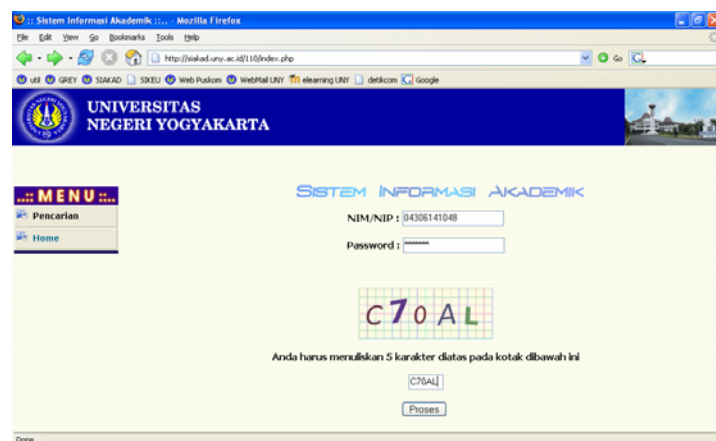 :: Sistem Informasi Akademik ::... - Mozilla Firefox
File Edit View Go Bookmarks Tools Help
http://siakad.uny.ac.id/110/index.php Go
util GREY SIAKAD SIKEU Web Puskom WebMail UNY elearning UNY detikcom Google
UNIVERSITAS
NEGERI YOGYAKARTA
SISTEM INFORMASI AKADEMIK
..:: M E N U ::..
Pencarian
Home
NIM/NIP : 04306141048
Password : *******
C70AL
Anda harus menuliskan 5 karakter diatas pada kotak dibawah ini
C70AL
Proses
Done